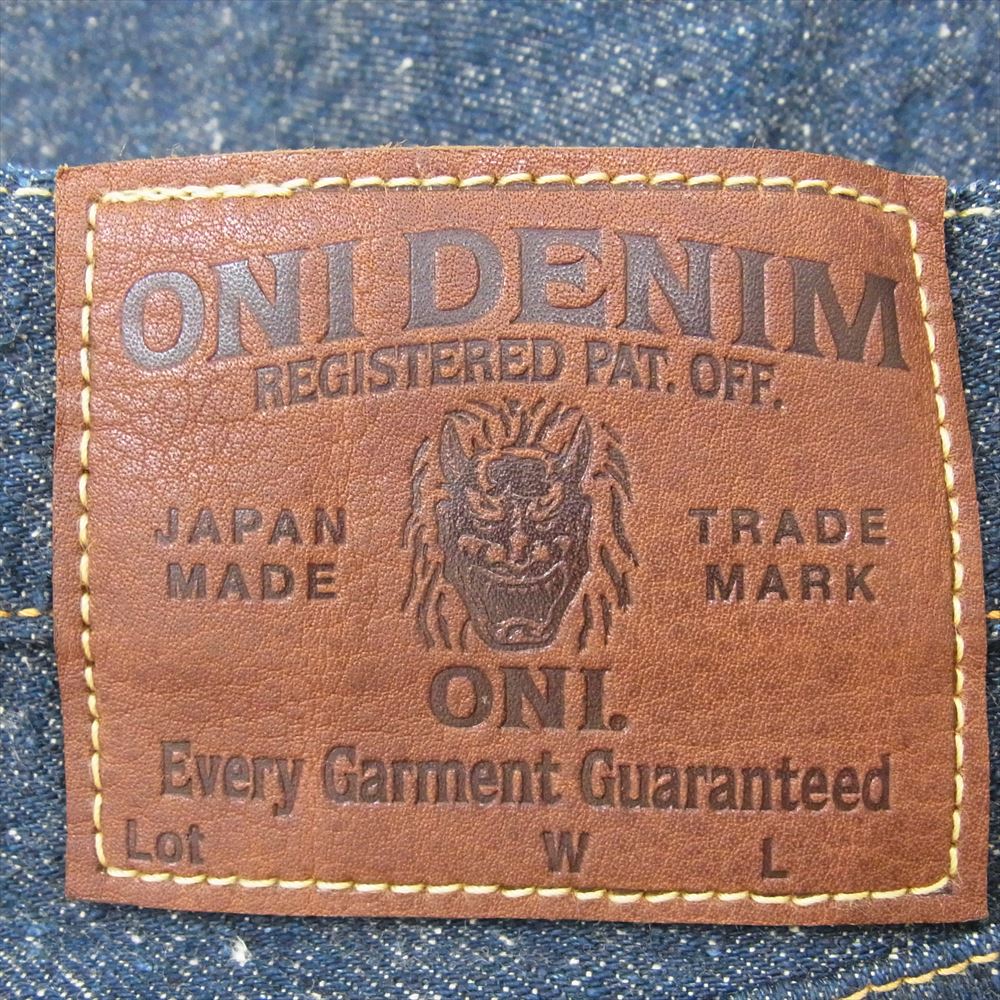 ONI DENIM
REGISTERED PAT. OFF.
JAPAN
MADE
TRADE
MARK
ONI.
Every Garment Guaranteed
Lot W L